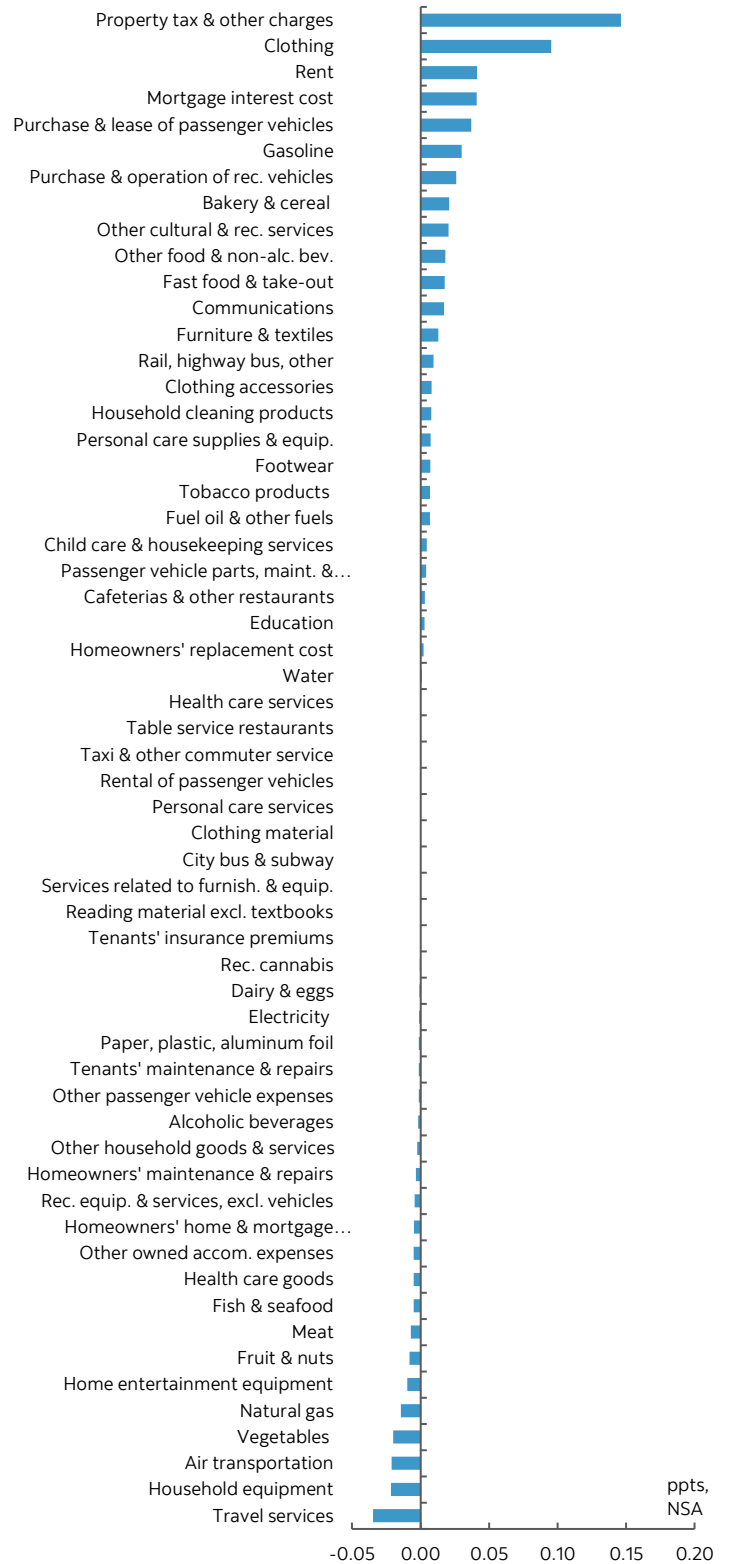 Property tax & other charges
Clothing
Rent
Mortgage interest cost
Purchase & lease of passenger vehicles
Gasoline
Purchase & operation of rec. vehicles
Bakery & cereal
Other cultural & rec. services
Other food & non-alc. bev.
Fast food & take-out
Communications
Furniture & textiles
Rail, highway bus, other
Clothing accessories
Household cleaning products
Personal care supplies & equip.
Footwear
Tobacco products
Fuel oil & other fuels
Child care & housekeeping services
Passenger vehicle parts, maint. &…
Cafeterias & other restaurants
Education
Homeowners' replacement cost
Water
Health care services
Table service restaurants
Taxi & other commuter service
Rental of passenger vehicles
Personal care services
Clothing material
City bus & subway
Services related to furnish. & equip.
Reading material excl. textbooks
Tenants' insurance premiums
Rec. cannabis
Dairy & eggs
Electricity
Paper, plastic, aluminum foil
Tenants' maintenance & repairs
Other passenger vehicle expenses
Alcoholic beverages
Other household goods & services
Homeowners' maintenance & repairs
Rec. equip. & services, excl. vehicles
Homeowners' home & mortgage…
Other owned accom. expenses
Health care goods
Fish & seafood
Meat
Fruit & nuts
Home entertainment equipment
Natural gas
Vegetables
Air transportation
Household equipment
Travel services
ppts,
NSA
-0.05 0.00 0.05 0.10 0.15 0.20